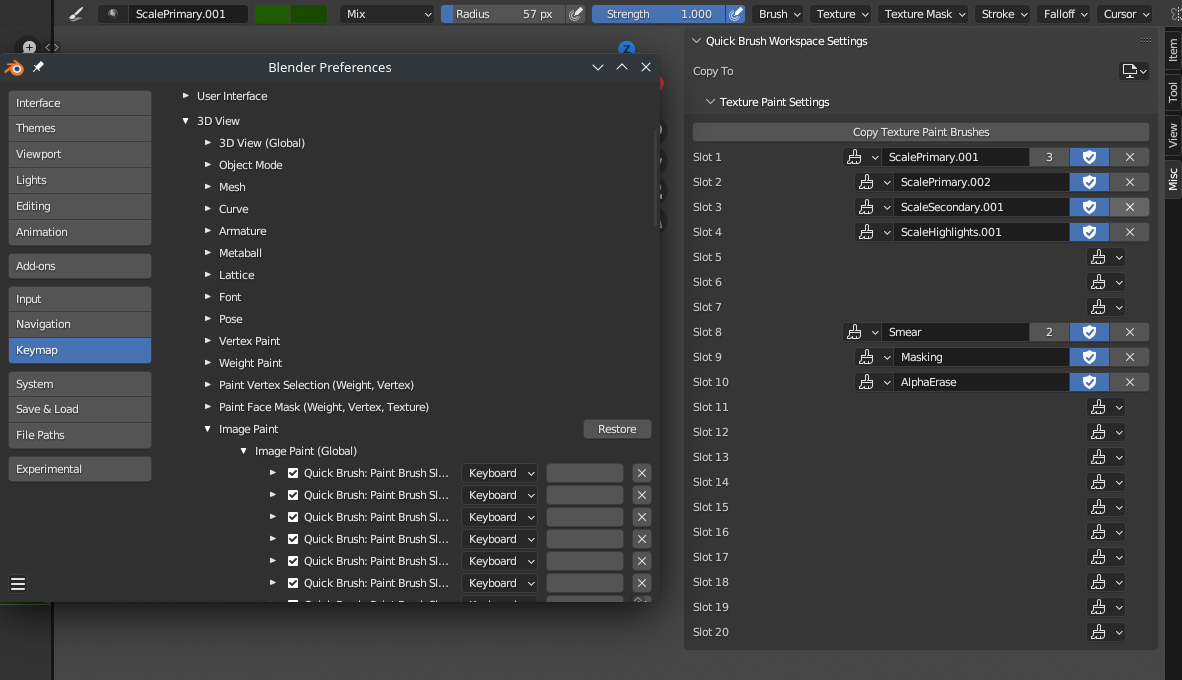 ScalePrimary.001 Mix Radius 57 px Strength 1.000 Brush Texture Texture Mask Stroke Falloff Cursor
Z
Blender Preferences
Interface
Themes
Viewport
Lights
Editing
Animation
Add-ons
Input
Navigation
Keymap
System
Save & Load
File Paths
Experimental
User Interface
3D View
3D View (Global)
Object Mode
Mesh
Curve
Armature
Metaball
Lattice
Font
Pose
Vertex Paint
Weight Paint
Paint Vertex Selection (Weight, Vertex)
Paint Face Mask (Weight, Vertex, Texture)
Image Paint Restore
Image Paint (Global)
Quick Brush: Paint Brush Sl... Keyboard
Quick Brush: Paint Brush Sl... Keyboard
Quick Brush: Paint Brush Sl... Keyboard
Quick Brush: Paint Brush Sl... Keyboard
Quick Brush: Paint Brush Sl... Keyboard
Quick Brush: Paint Brush Sl... Keyboard
Quick Brush Workspace Settings
Copy To
Texture Paint Settings
Copy Texture Paint Brushes
Slot 1 ScalePrimary.001 3
Slot 2 ScalePrimary.002
Slot 3 ScaleSecondary.001
Slot 4 ScaleHighlights.001
Slot 5
Slot 6
Slot 7
Slot 8 Smear 2
Slot 9 Masking
Slot 10 AlphaErase
Slot 11
Slot 12
Slot 13
Slot 14
Slot 15
Slot 16
Slot 17
Slot 18
Slot 19
Slot 20
Item
Tool
View
Misc